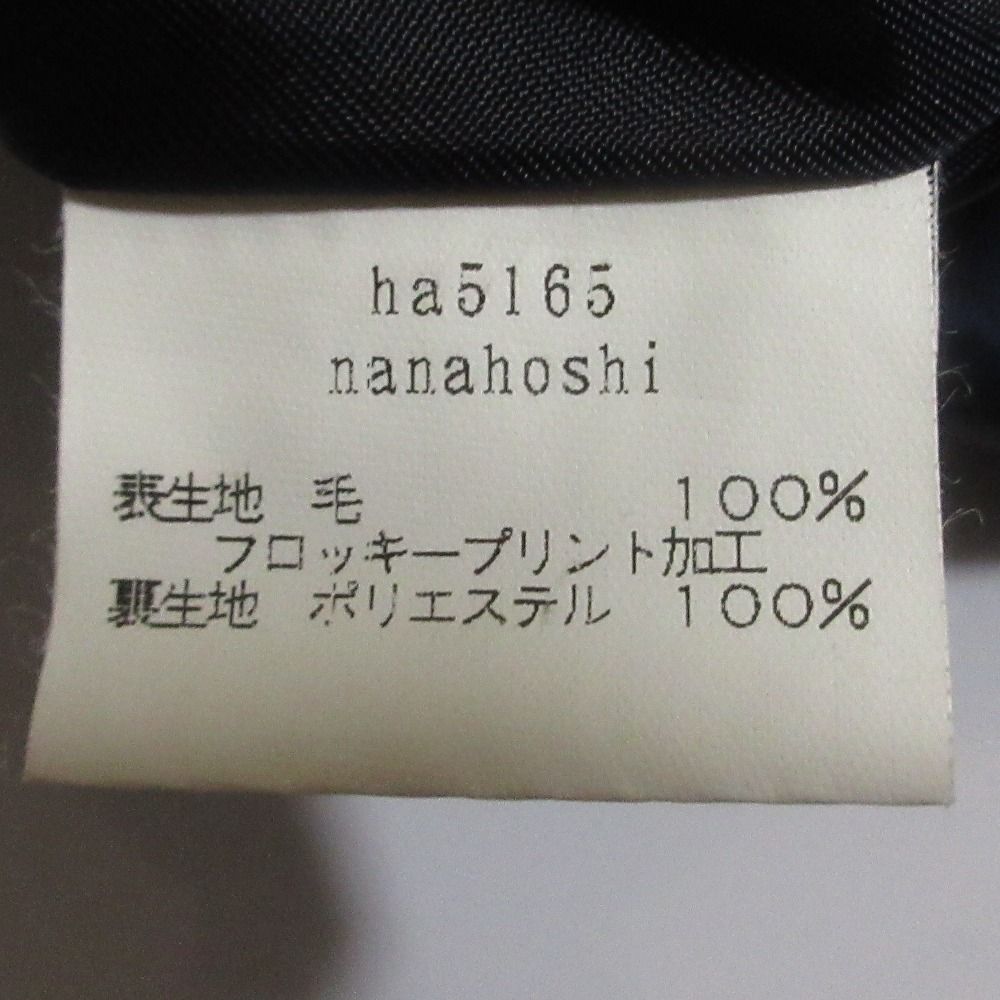 ha5165
nanahoshi
表生地 毛 100%
フロッキープリント加工
裏生地 ポリエステル 100%